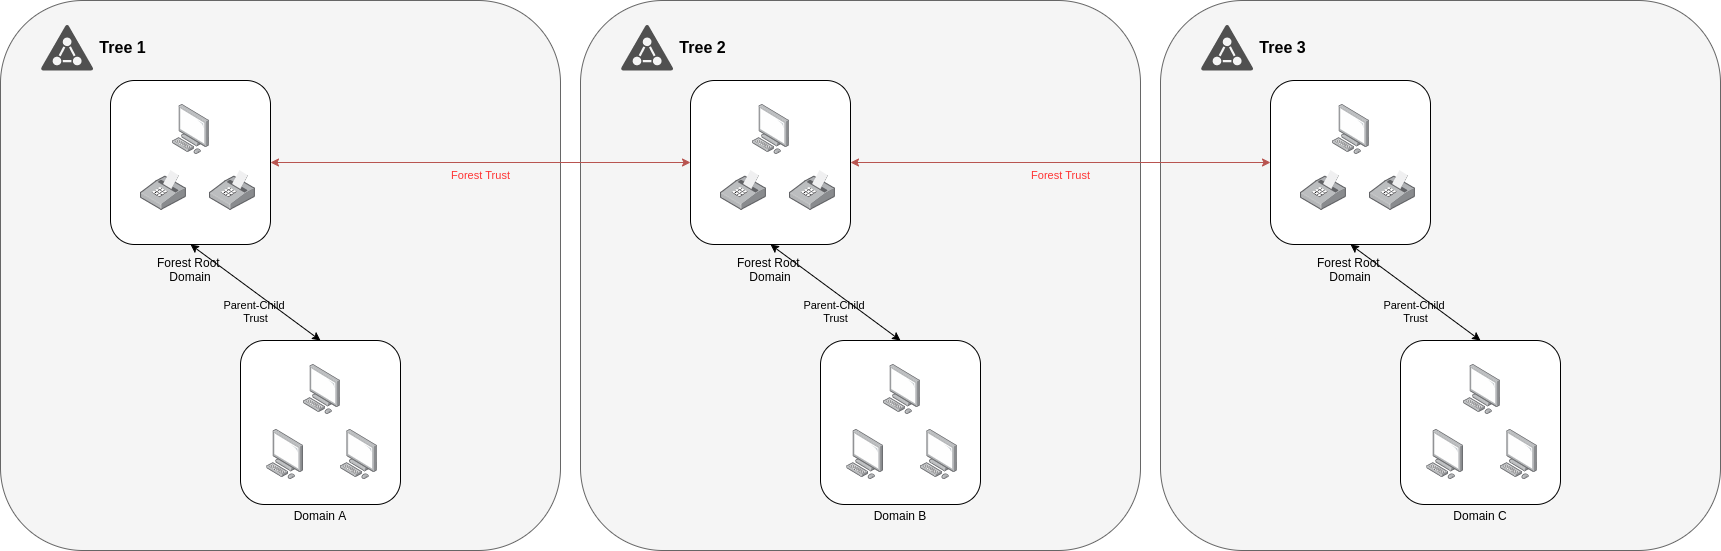 Tree 1
Tree 2
Tree 3
Forest Trust
Forest Trust
Forest Root
Domain
Forest Root
Domain
Forest Root
Domain
Parent-Child
Trust
Parent-Child
Trust
Parent-Child
Trust
Domain A
Domain B
Domain C